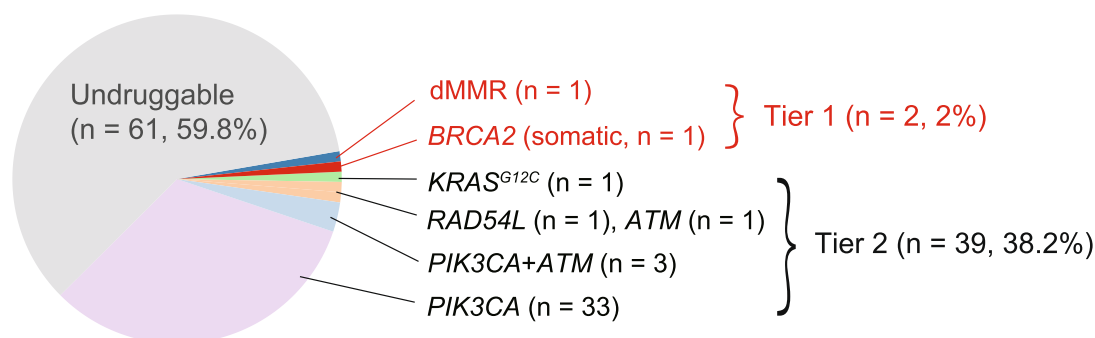 Undruggable
(n = 61, 59.8%)
dMMR (n = 1)
BRCA2 (somatic, n = 1)
Tier 1 (n = 2, 2%)
KRASG12C (n = 1)
RAD54L (n = 1), ATM (n = 1)
PIK3CA+ATM (n = 3)
PIK3CA (n = 33)
Tier 2 (n = 39, 38.2%)